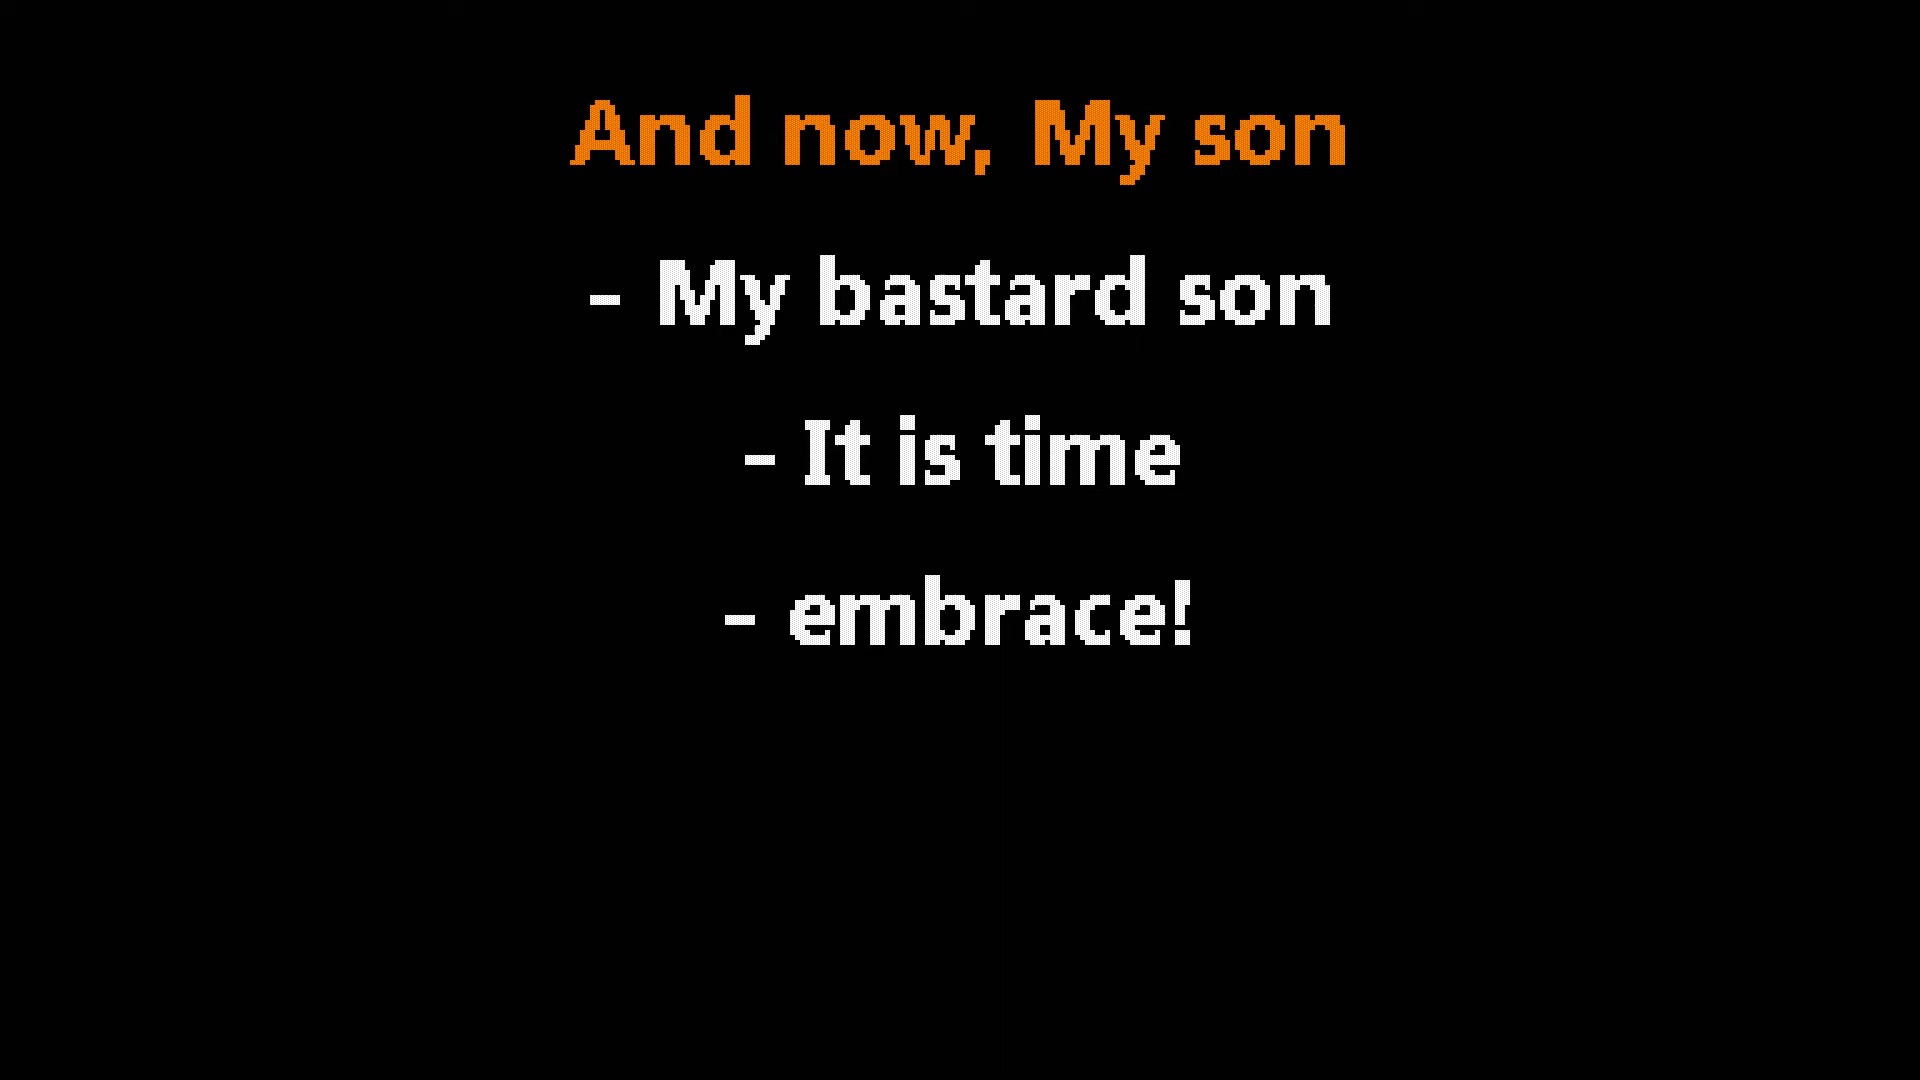 And now, My son
- My bastard son
- It is time
- embrace!